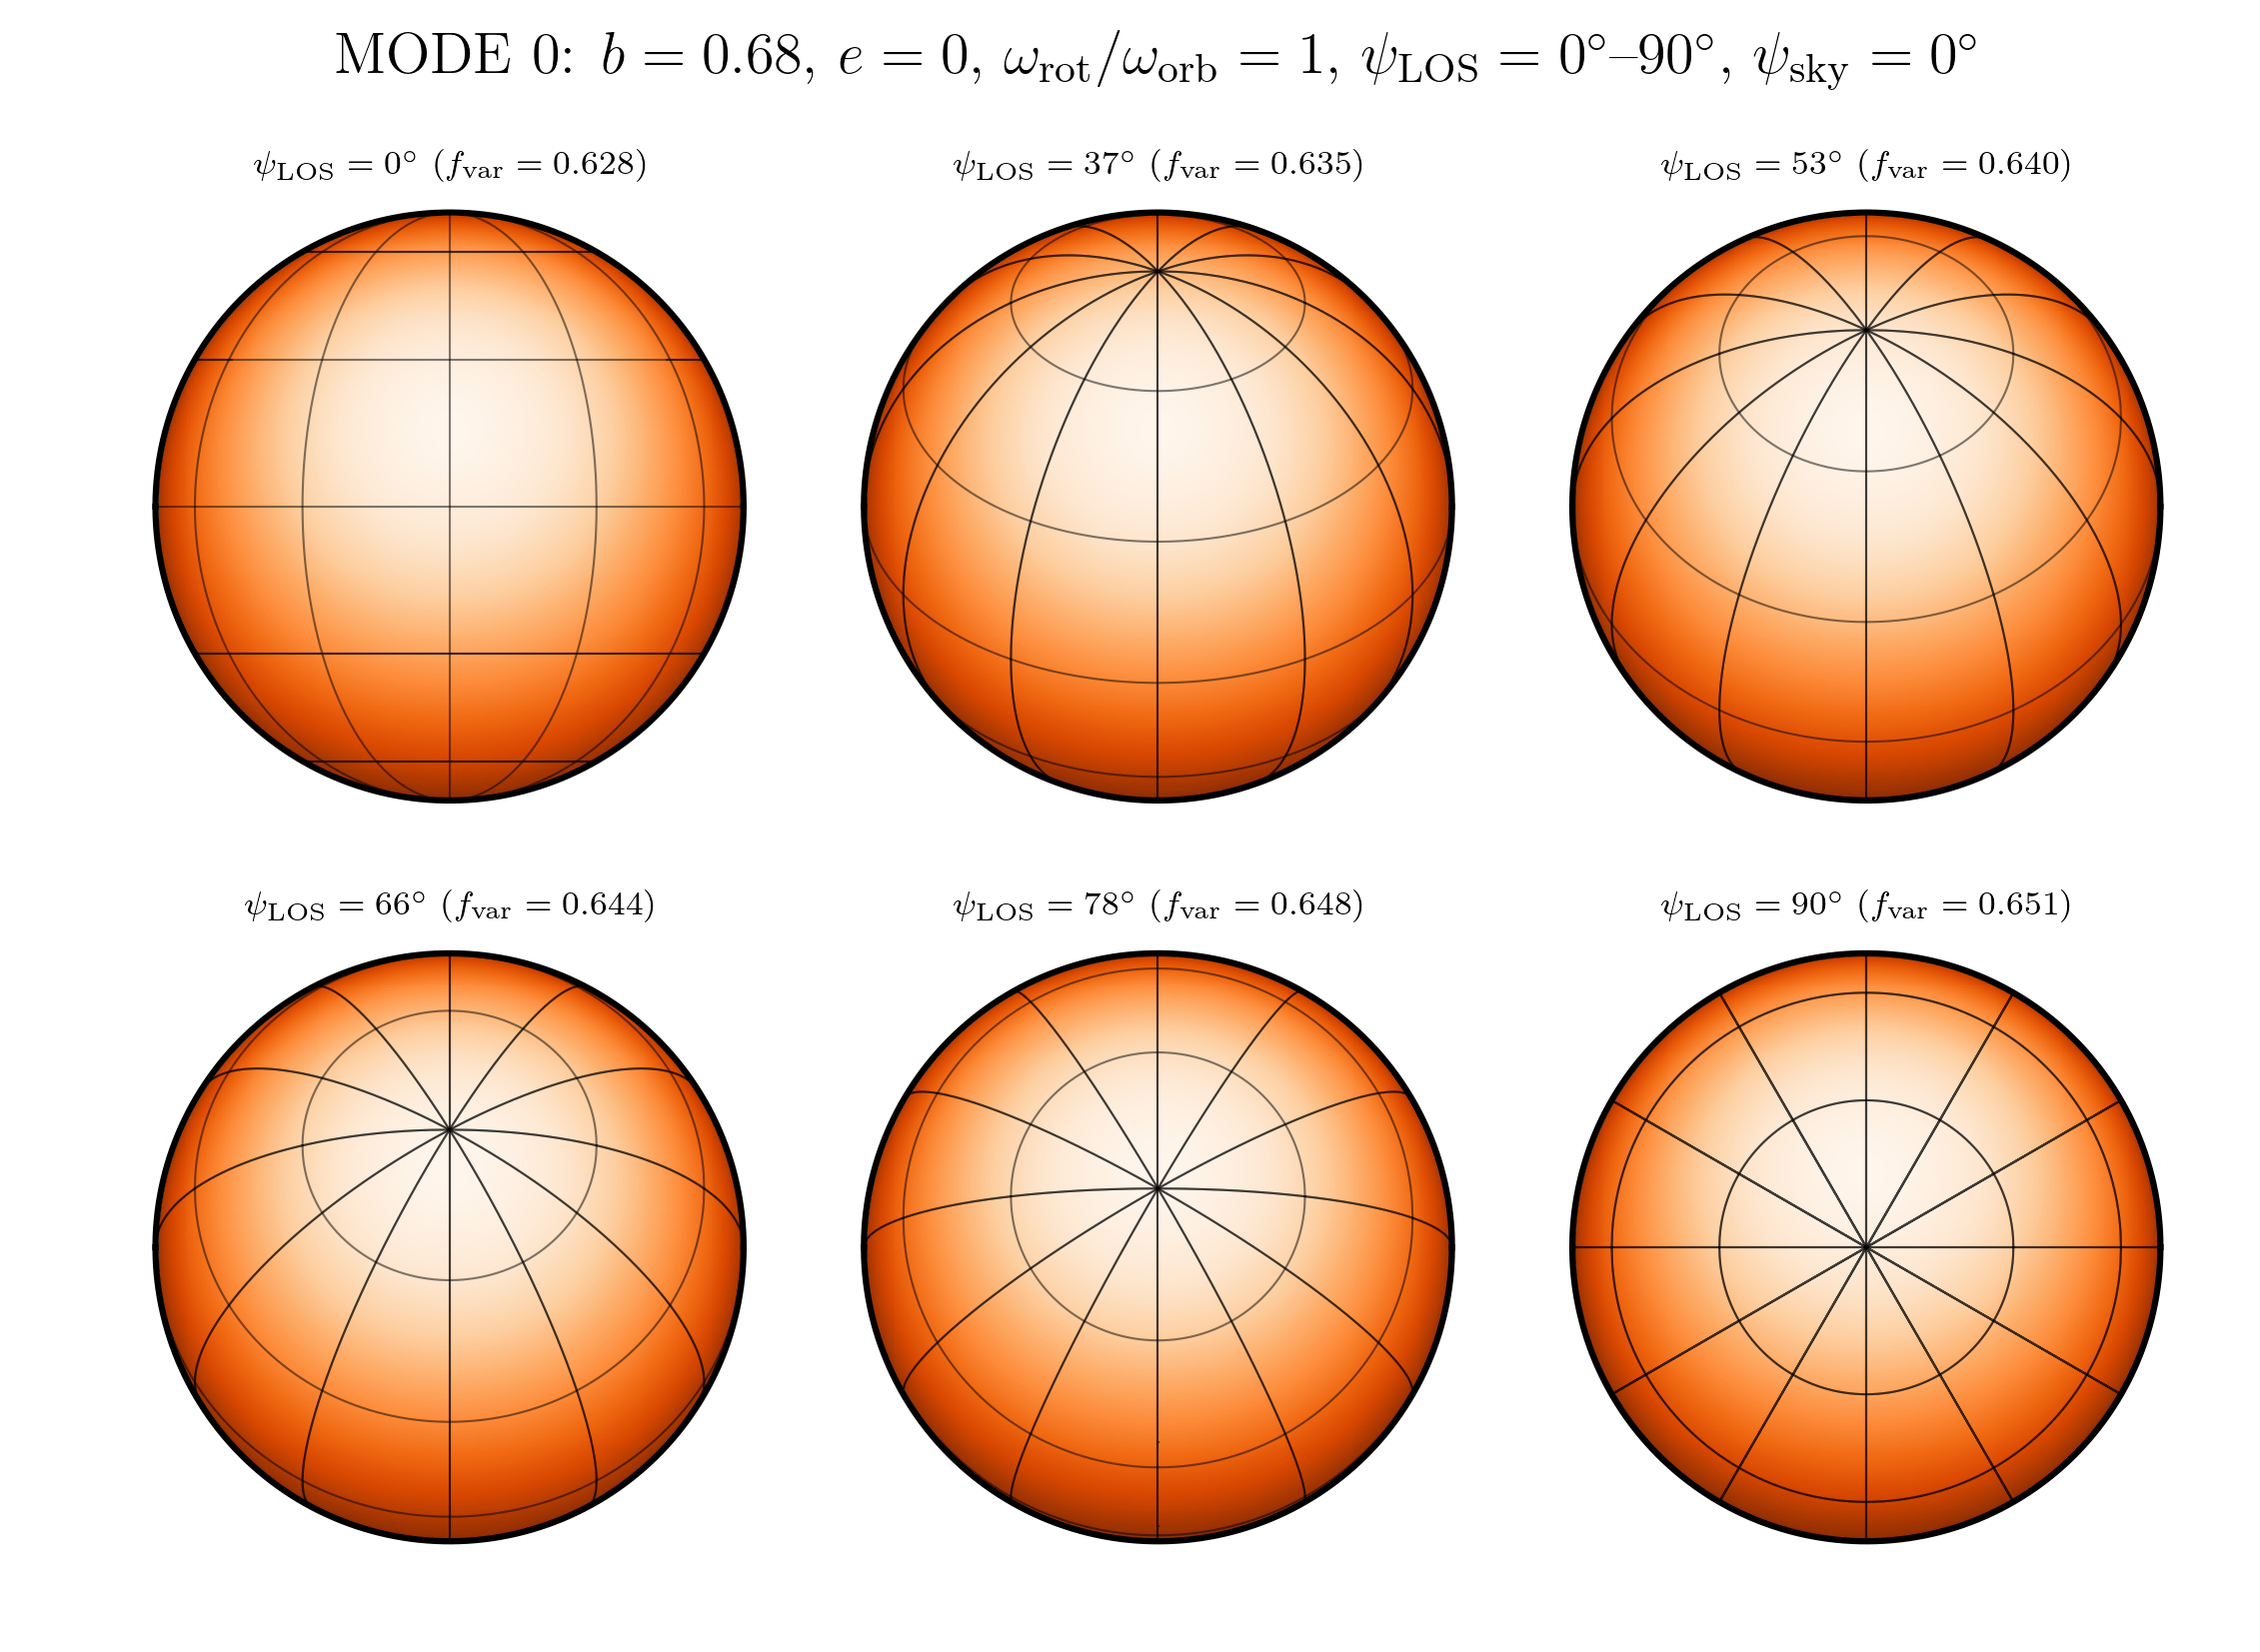 MODE 0: b = 0.68, e = 0, ω_rot/ω_orb = 1, ψ_LOS = 0°–90°, ψ_sky = 0°
ψ_LOS = 0° (f_var = 0.628)
ψ_LOS = 37° (f_var = 0.635)
ψ_LOS = 53° (f_var = 0.640)
ψ_LOS = 66° (f_var = 0.644)
ψ_LOS = 78° (f_var = 0.648)
ψ_LOS = 90° (f_var = 0.651)